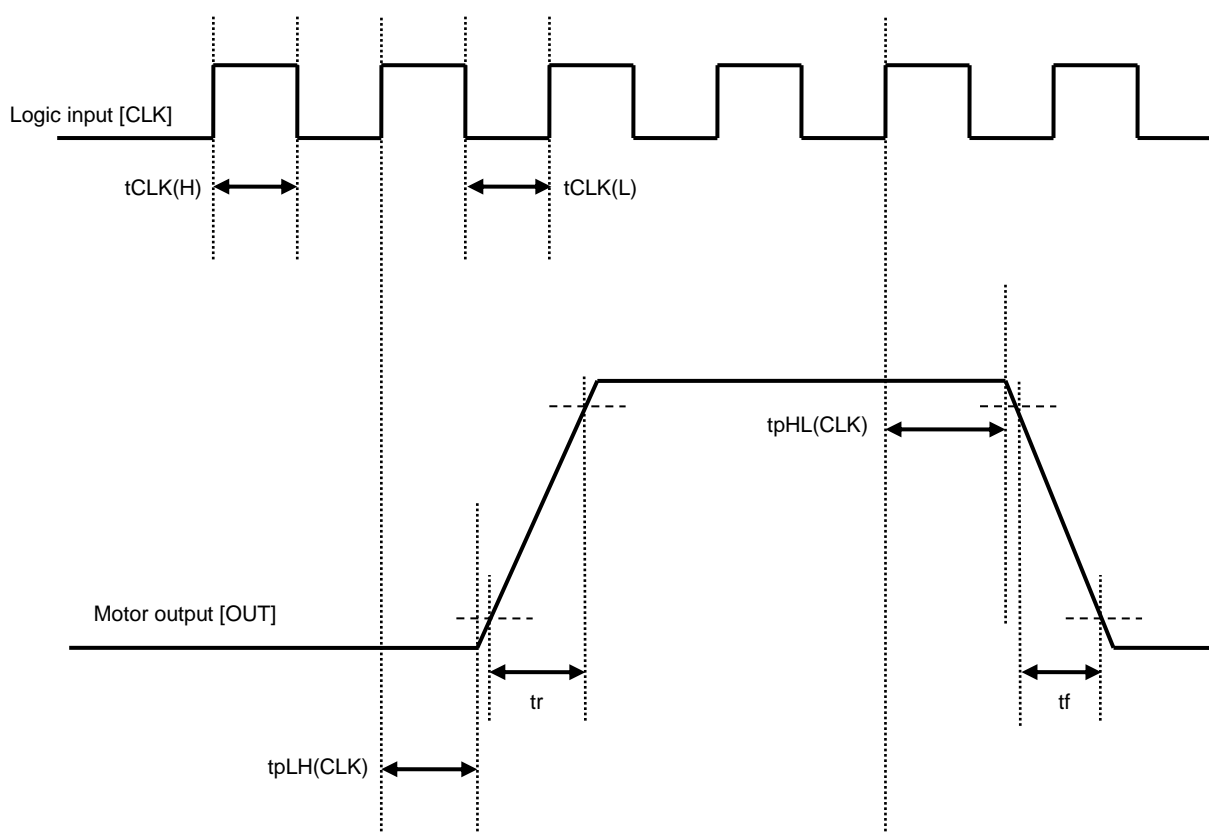 Logic input [CLK]
tCLK(H)
tCLK(L)
tpHL(CLK)
Motor output [OUT]
tr
tf
tpLH(CLK)